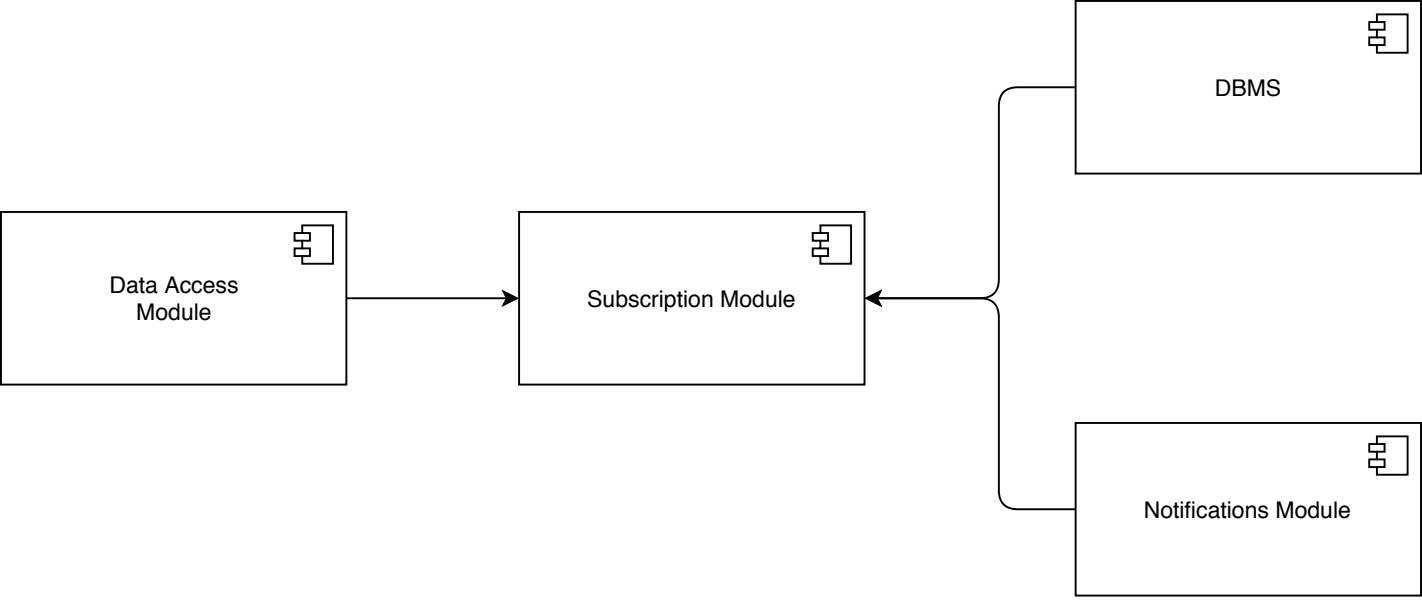 DBMS
Data Access
Module
Subscription Module
Notifications Module